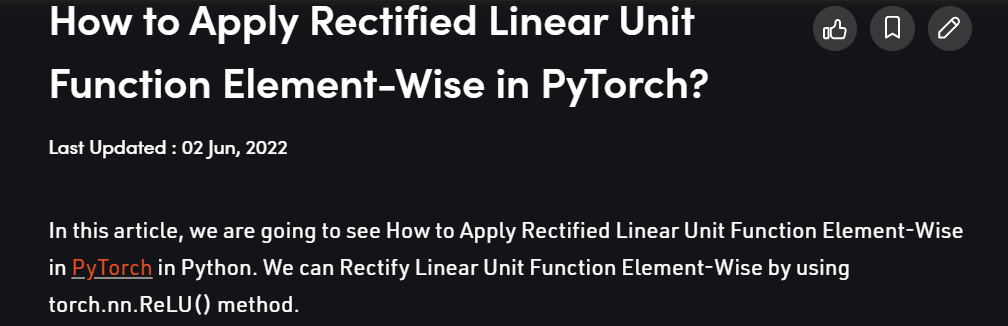 How to Apply Rectified Linear Unit
Function Element-Wise in PyTorch?
Last Updated : 02 Jun, 2022
In this article, we are going to see How to Apply Rectified Linear Unit Function Element-Wise
in PyTorch in Python. We can Rectify Linear Unit Function Element-Wise by using
torch.nn.ReLU() method.